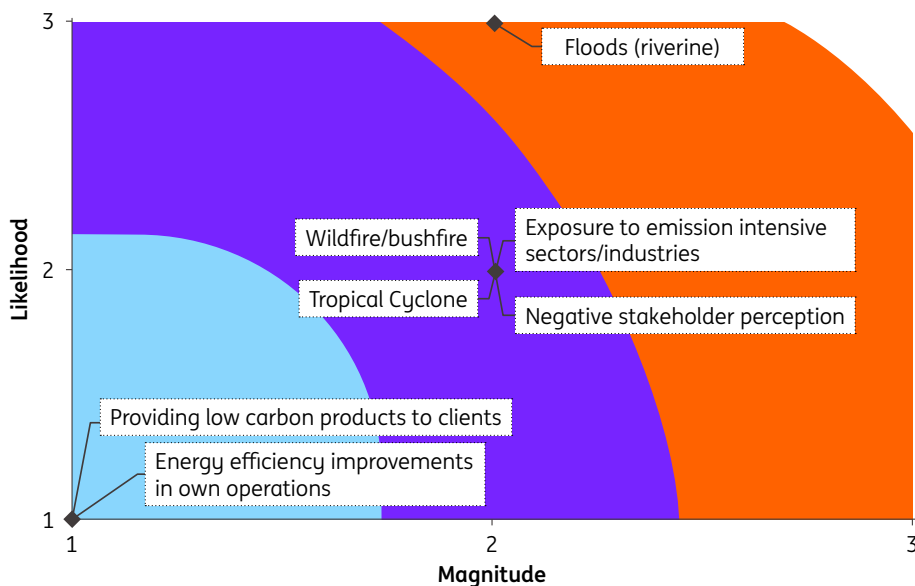 3
Floods (riverine)
Likelihood
Wildfire/bushfire
Exposure to emission intensive
sectors/industries
2
Tropical Cyclone
Negative stakeholder perception
Providing low carbon products to clients
Energy efficiency improvements
in own operations
1
1
2
3
Magnitude